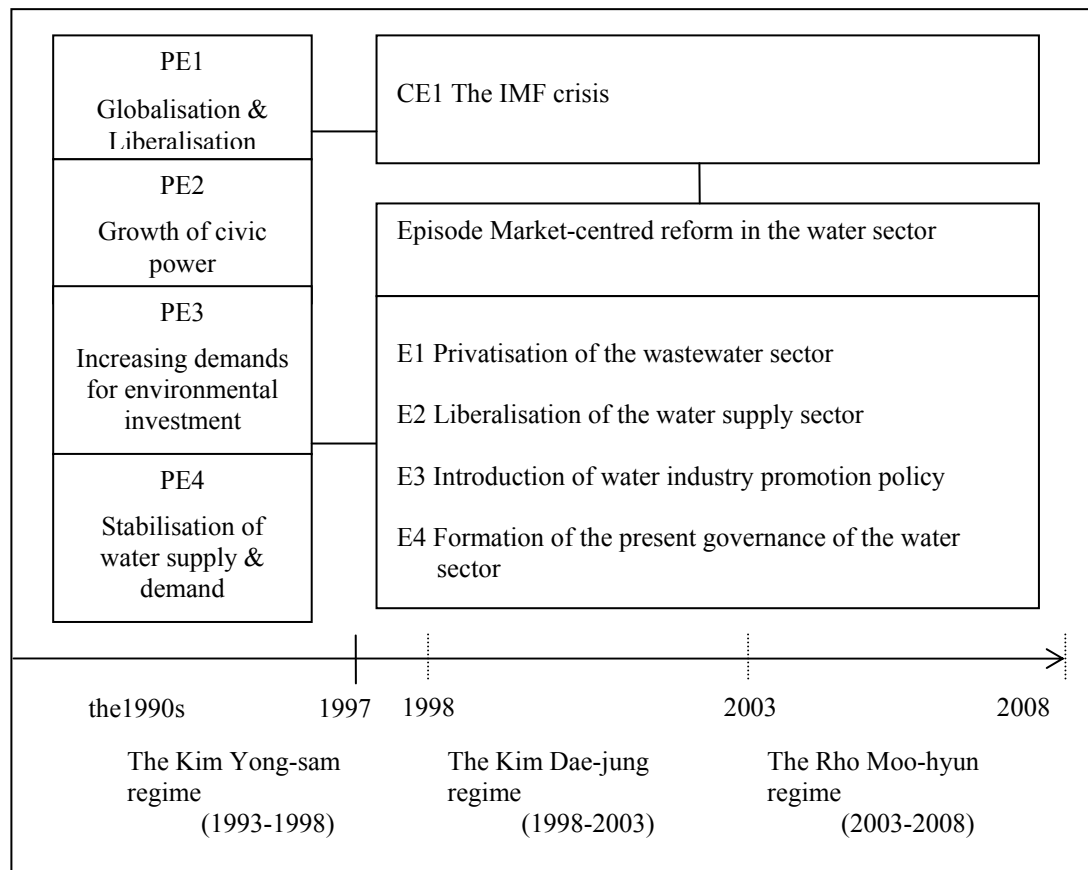 PE1
Globalisation &
Liberalisation
PE2
Growth of civic
power
PE3
Increasing demands
for environmental
investment
PE4
Stabilisation of
water supply &
demand
CE1 The IMF crisis
Episode Market-centred reform in the water sector
E1 Privatisation of the wastewater sector
E2 Liberalisation of the water supply sector
E3 Introduction of water industry promotion policy
E4 Formation of the present governance of the water
sector
the1990s 1997 1998 2003 2008
The Kim Yong-sam
regime
(1993-1998)
The Kim Dae-jung
regime
(1998-2003)
The Rho Moo-hyun
regime
(2003-2008)